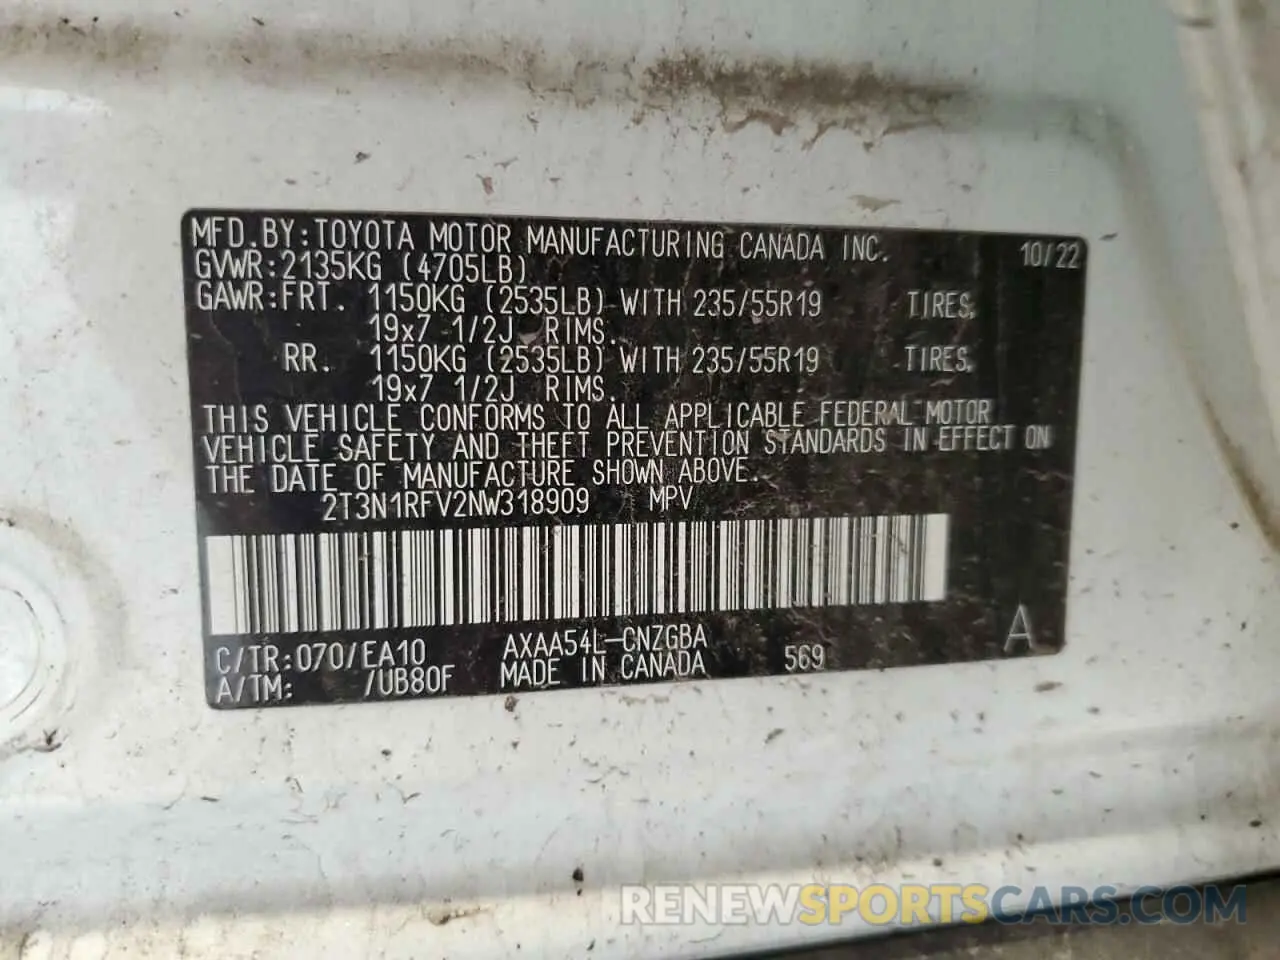 MFD.BY:TOYOTA MOTOR MANUFACTURING CANADA INC. 10/22
GVWR:2135KG (4705LB)
GAWR:FRT. 1150KG (2535LB) WITH 235/55R19 TIRES,
19x7 1/2J RIMS.
RR. 1150KG (2535LB) WITH 235/55R19 TIRES,
19x7 1/2J RIMS.
THIS VEHICLE CONFORMS TO ALL APPLICABLE FEDERAL MOTOR
VEHICLE SAFETY AND THEFT PREVENTION STANDARDS IN EFFECT ON
THE DATE OF MANUFACTURE SHOWN ABOVE.
2T3N1RFV2NW318909 MPV
C/TR:070/EA10 AXAA54L-CNZGBA A
A/TM: /UB80F MADE IN CANADA 569
RENEWSPORTSCARS.COM